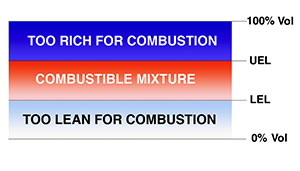 100% Vol
TOO RICH FOR COMBUSTION
UEL
COMBUSTIBLE MIXTURE
LEL
TOO LEAN FOR COMBUSTION
0% Vol